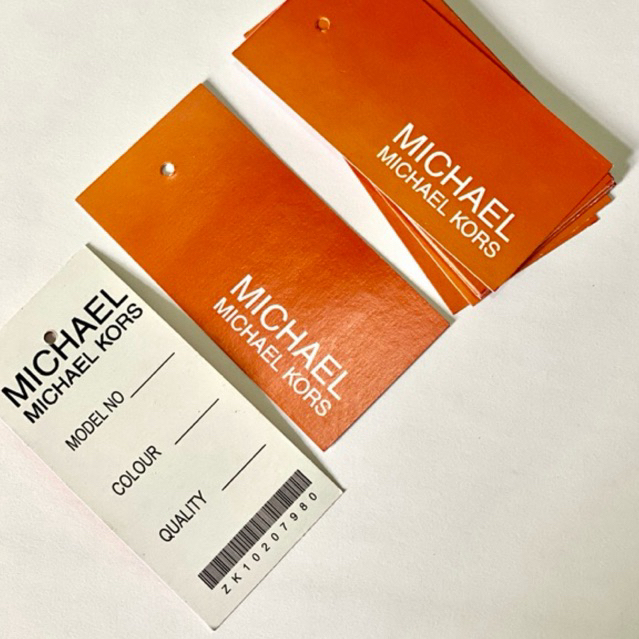 MICHAEL
MICHAEL KORS
MICHAEL
MICHAEL KORS
MICHAEL
MICHAEL KORS
MODEL NO
COLOUR
QUALITY
ZK10207980